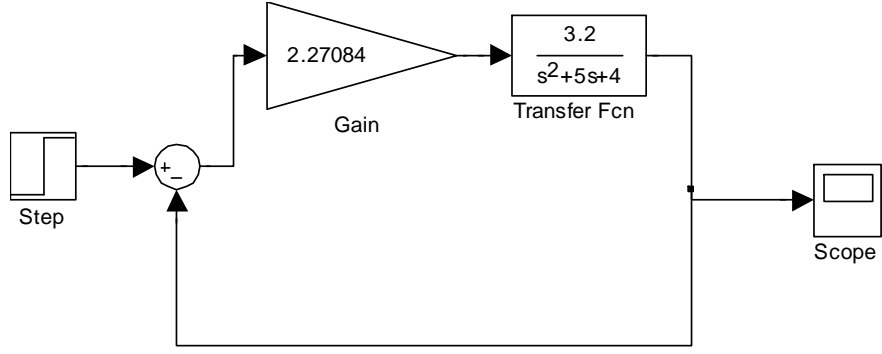 2.27084
3.2
s²+5s+4
Transfer Fcn
Gain
+
−
Step
Scope